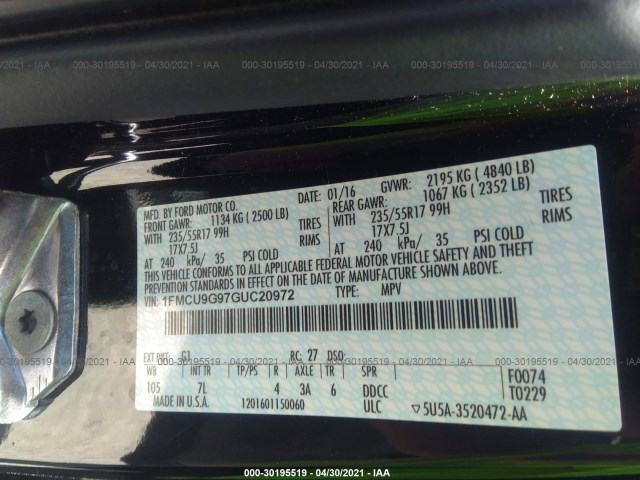 000-30195519 - 04/30/2021 - IAA
MFD. BY FORD MOTOR CO.
DATE: 01/16 GVWR: 2195 KG ( 4840 LB)
FRONT GAWR: 1134 KG ( 2500 LB) REAR GAWR: 1067 KG ( 2352 LB)
WITH 235/55R17 99H TIRES WITH 235/55R17 99H TIRES
17X7.5J RIMS 17X7.5J RIMS
AT 240 kPa/ 35 PSI COLD AT 240 kPa/ 35 PSI COLD
THIS VEHICLE CONFORMS TO ALL APPLICABLE FEDERAL MOTOR VEHICLE SAFETY AND THEFT
PREVENTION STANDARDS IN EFFECT ON THE DATE OF MANUFACTURE SHOWN ABOVE.
VIN: 1FMCU9G97GUC20972 TYPE: MPV
EXT PNT: G1 RC: 27 DSO:
WB INT TR TP/PS R AXLE TR SPR
105 7L 4 3A 6 DDCC
F0074
T0229
MADE IN U.S.A. 1201601150060 ULC 5U5A-3520472-AA
000-30195519 - 04/30/2021 - IAA